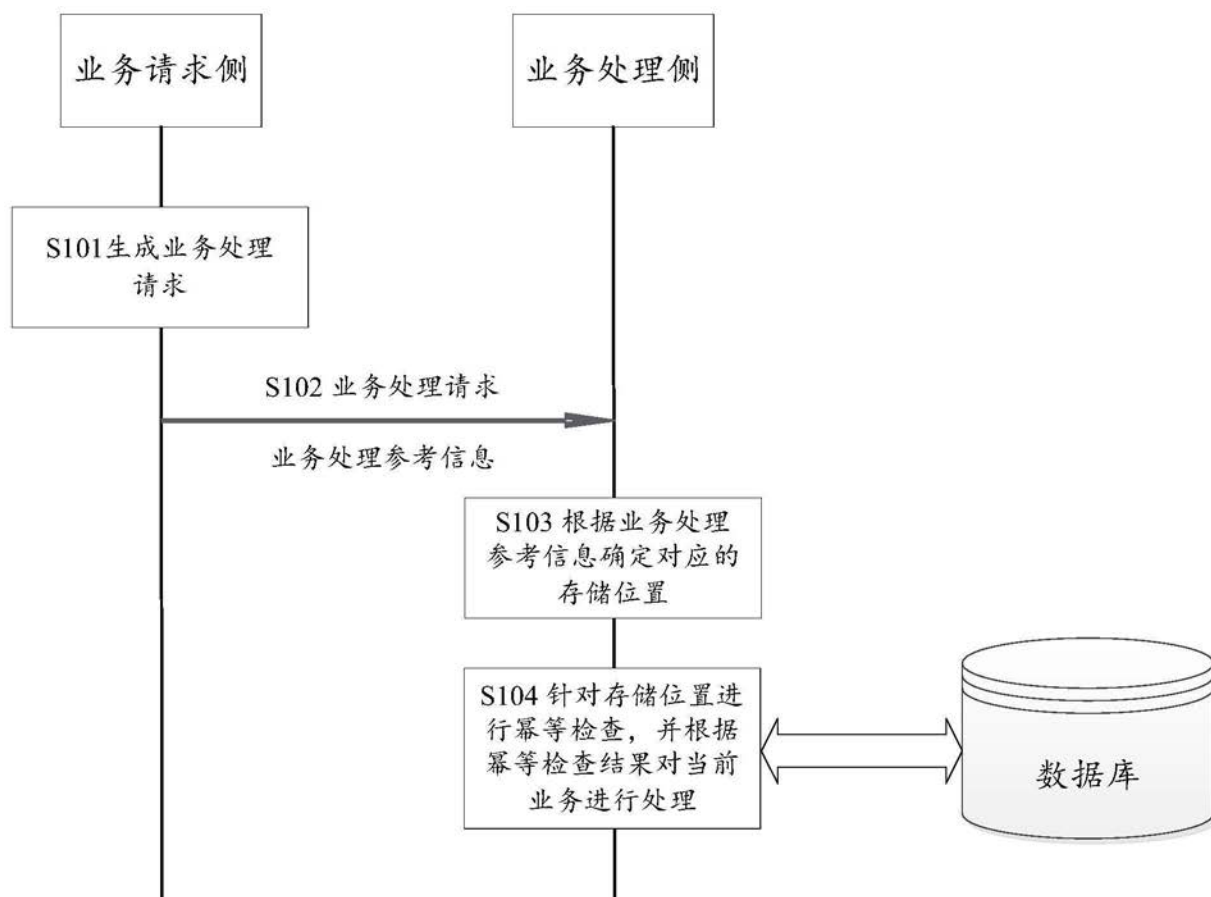 业务请求侧
业务处理侧
S101生成业务处理
请求
S102 业务处理请求
业务处理参考信息
S103 根据业务处理
参考信息确定对应的
存储位置
S104 针对存储位置进
行幂等检查，并根据
幂等检查结果对当前
业务进行处理
数据库